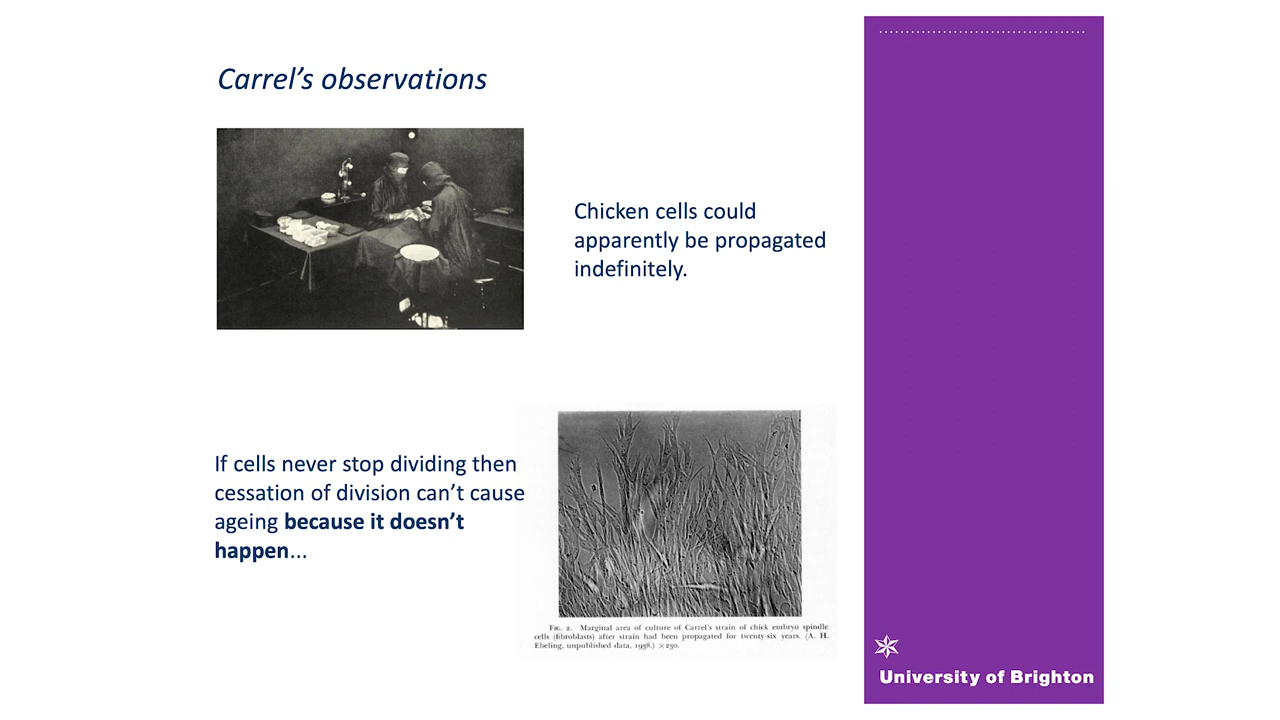 Carrel’s observations
Chicken cells could
apparently be propagated
indefinitely.
If cells never stop dividing then
cessation of division can’t cause
ageing because it doesn’t
happen...
Fig. 2. Marginal area of culture of Carrel's strain of chick embryo spindle
cells (fibroblasts) after strain had been propagated for twenty-six years. (A. H.
Ebeling, unpublished data, 1938.) ×230.
University of Brighton